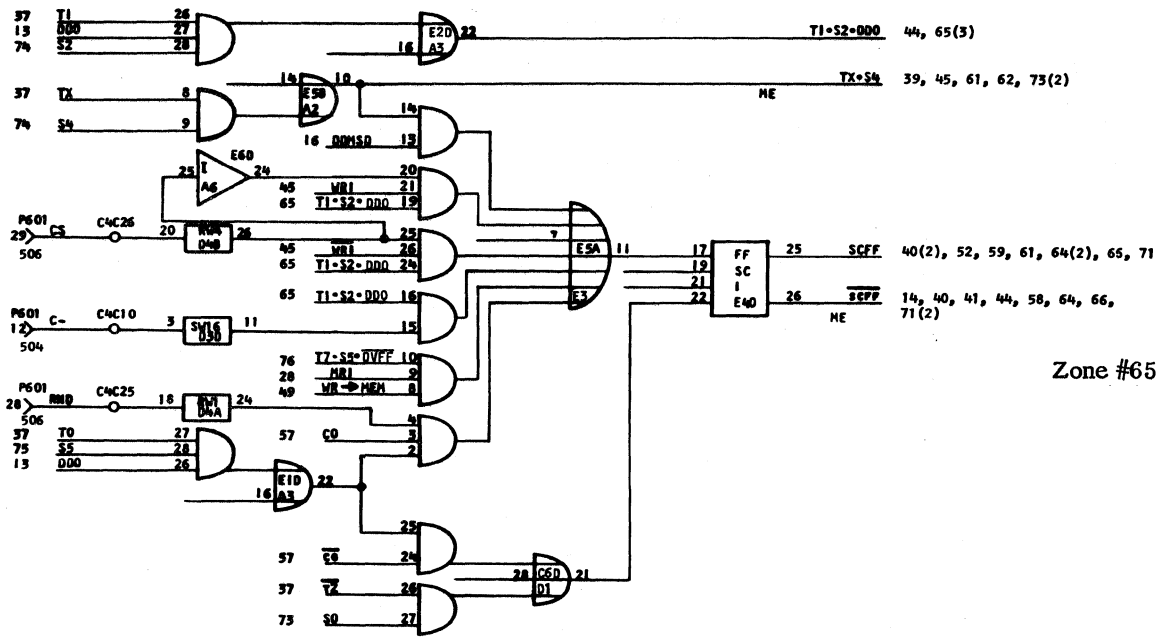 37 T1 26
13 DDO 27
74 S2 28
E2D
A3
16
22
T1•S2•DDO 44, 65(3)
14
E5B
A2
10
TX•S4 39, 45, 61, 62, 73(2)
ME
37 TX 8
74 S4 9
14
16 DDMSD 13
25 I
A6
E6D
24
20
45 WR1 21
65 T1•S2•DDO 19
P601
29 CS C4C26 20
506
D4B
26
25
45 WR1 26
65 T1•S2•DDO 24
65 T1•S2•DDO 16
P601
12 C- C4C10 3 SW16
D3D
11 15
504
76 T7•S5•DVFF 10
28 MR1 9
49 WR→MEM 8
P601
28 RND C4C25 18
D4A
24
506
4
57 C0 3
2
7
E5A
E3
11
17 FF
19 SC
21 I
22 E4D
25 SCFF 40(2), 52, 59, 61, 64(2), 65, 71
26 SCFF 14, 40, 41, 44, 58, 64, 66,
71(2)
ME
Zone #65
37 T0 27
75 S5 28
13 DDO 26
E1D
16 A3
22
25
57 C0 24
28 C6D
D1
21
37 T2 26
73 S0 27